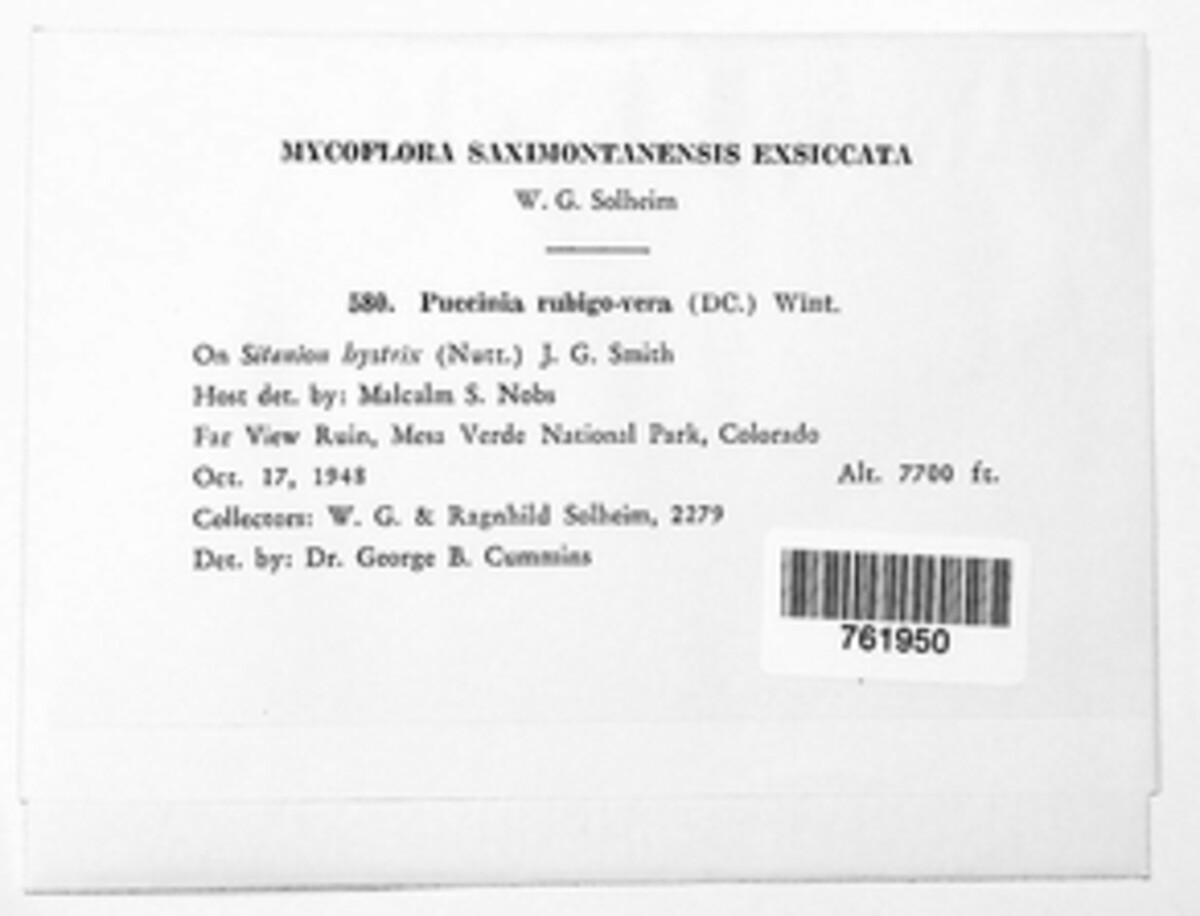 MYCOFLORA SAXIMONTANENSIS EXSICCATA
W. G. Solheim
580. Puccinia rubigo-vera (DC.) Wint.
On Sitanion hystrix (Nutt.) J. G. Smith
Host det. by: Malcalm S. Nobs
Far View Ruin, Mesa Verde National Park, Colorado
Oct. 17, 1948 Alt. 7700 ft.
Collectors: W. G. & Ragnhild Solheim, 2279
Det. by: Dr. George B. Cummins
761950